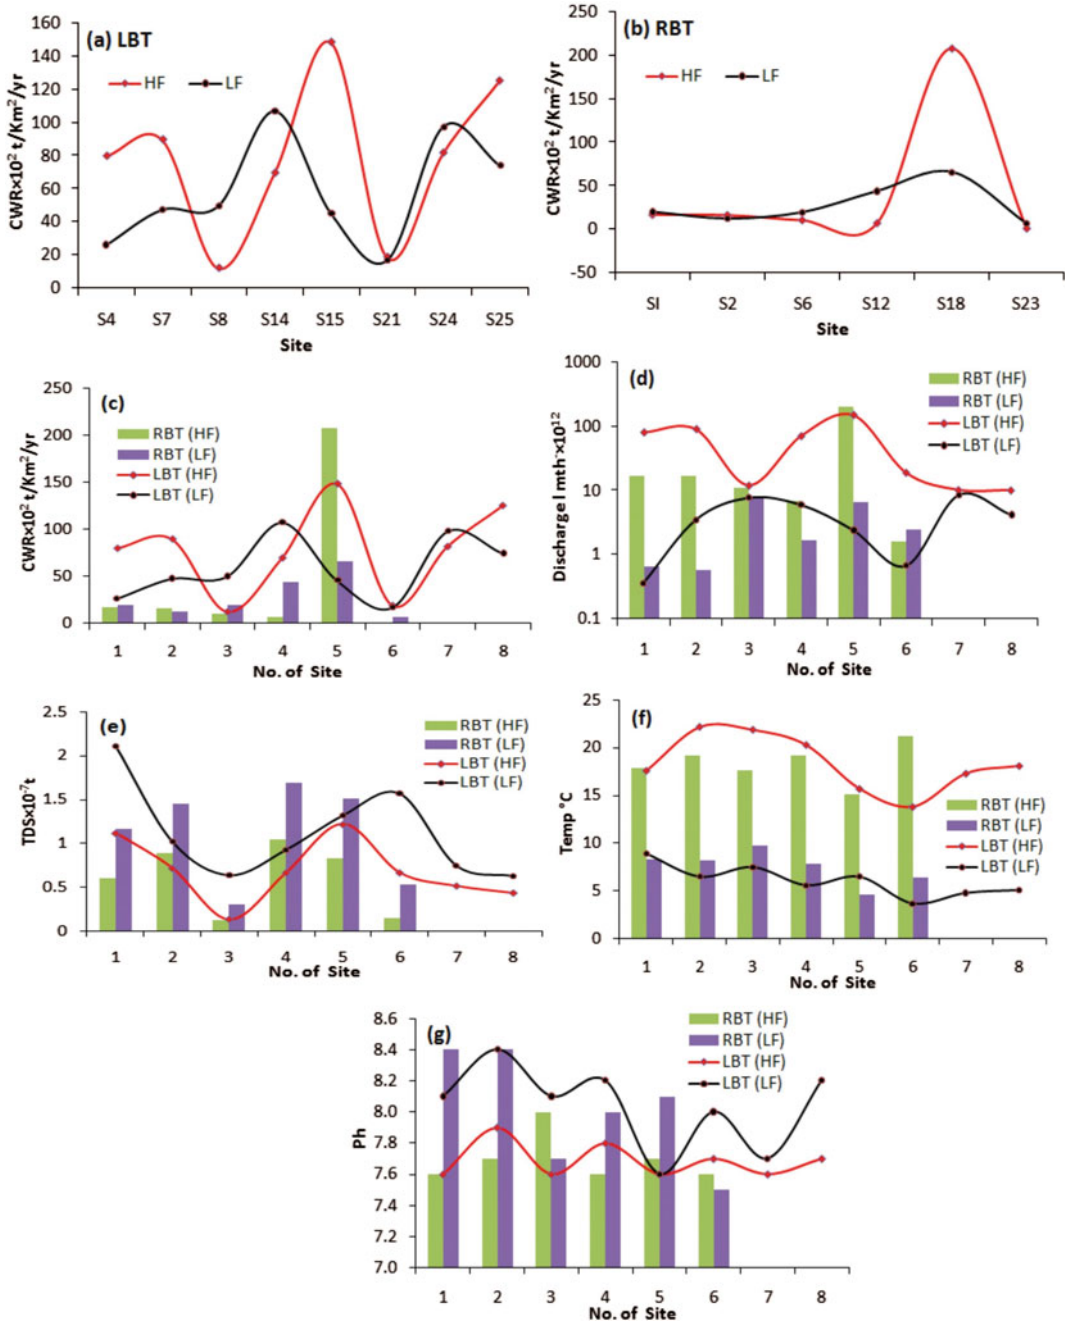 (a) LBT
HF LF
CWR×10² t/Km²/yr
160
140
120
100
80
60
40
20
0
S4 S7 S8 S14 S15 S21 S24 S25
Site
(b) RBT
HF LF
CWR×10² t/Km²/yr
250
200
150
100
50
0
-50
SI S2 S6 S12 S18 S23
Site
(c)
RBT (HF)
RBT (LF)
LBT (HF)
LBT (LF)
CWR×10² t/Km²/yr
250
200
150
100
50
0
1 2 3 4 5 6 7 8
No. of Site
(d)
RBT (HF)
RBT (LF)
LBT (HF)
LBT (LF)
Discharge l mth⁻×10¹²
1000
100
10
1
0.1
1 2 3 4 5 6 7 8
No. of Site
(e)
RBT (HF)
RBT (LF)
LBT (HF)
LBT (LF)
TDS×10⁻⁷t
2.5
2
1.5
1
0.5
0
1 2 3 4 5 6 7 8
No. of Site
(f)
RBT (HF)
RBT (LF)
LBT (HF)
LBT (LF)
Temp °C
25
20
15
10
5
0
1 2 3 4 5 6 7 8
No. of Site
(g)
RBT (HF)
RBT (LF)
LBT (HF)
LBT (LF)
Ph
8.6
8.4
8.2
8.0
7.8
7.6
7.4
7.2
7.0
1 2 3 4 5 6 7 8
No. of Site